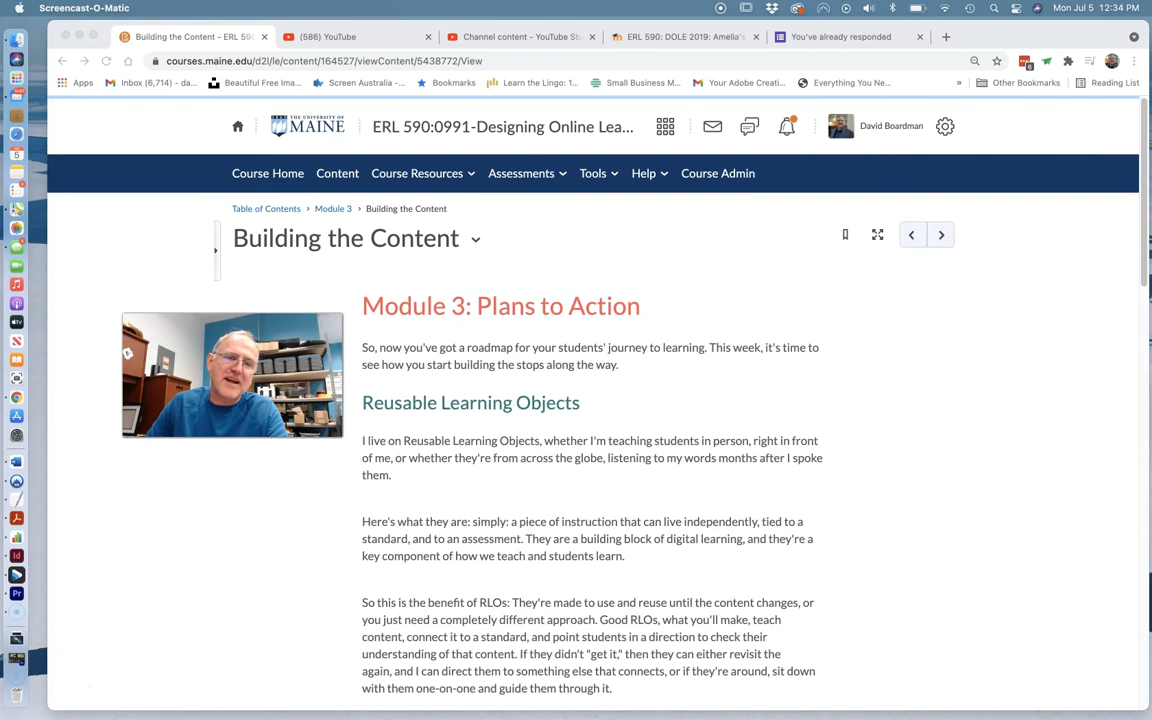 Screencast-O-Matic
Mon Jul 5 12:34 PM
Building the Content - ERL 590
(586) YouTube
Channel content - YouTube Stu
ERL 590: DOLE 2019: Amelia's
You've already responded
courses.maine.edu/d2l/le/content/164527/viewContent/5438772/View
Apps
Inbox (6,714) - da...
Beautiful Free Ima...
Screen Australia -...
Bookmarks
Learn the Lingo: 1...
Small Business M...
Your Adobe Creati...
Everything You Ne...
»
Other Bookmarks
Reading List
THE UNIVERSITY OF
MAINE
ERL 590:0991-Designing Online Lea...
David Boardman
Course Home
Content
Course Resources
Assessments
Tools
Help
Course Admin
Table of Contents › Module 3 › Building the Content
Building the Content
Module 3: Plans to Action
So, now you've got a roadmap for your students' journey to learning. This week, it's time to
see how you start building the stops along the way.
Reusable Learning Objects
I live on Reusable Learning Objects, whether I'm teaching students in person, right in front
of me, or whether they're from across the globe, listening to my words months after I spoke
them.
Here's what they are: simply: a piece of instruction that can live independently, tied to a
standard, and to an assessment. They are a building block of digital learning, and they're a
key component of how we teach and students learn.
So this is the benefit of RLOs: They're made to use and reuse until the content changes, or
you just need a completely different approach. Good RLOs, what you'll make, teach
content, connect it to a standard, and point students in a direction to check their
understanding of that content. If they didn't "get it," then they can either revisit the
again, and I can direct them to something else that connects, or if they're around, sit down
with them one-on-one and guide them through it.